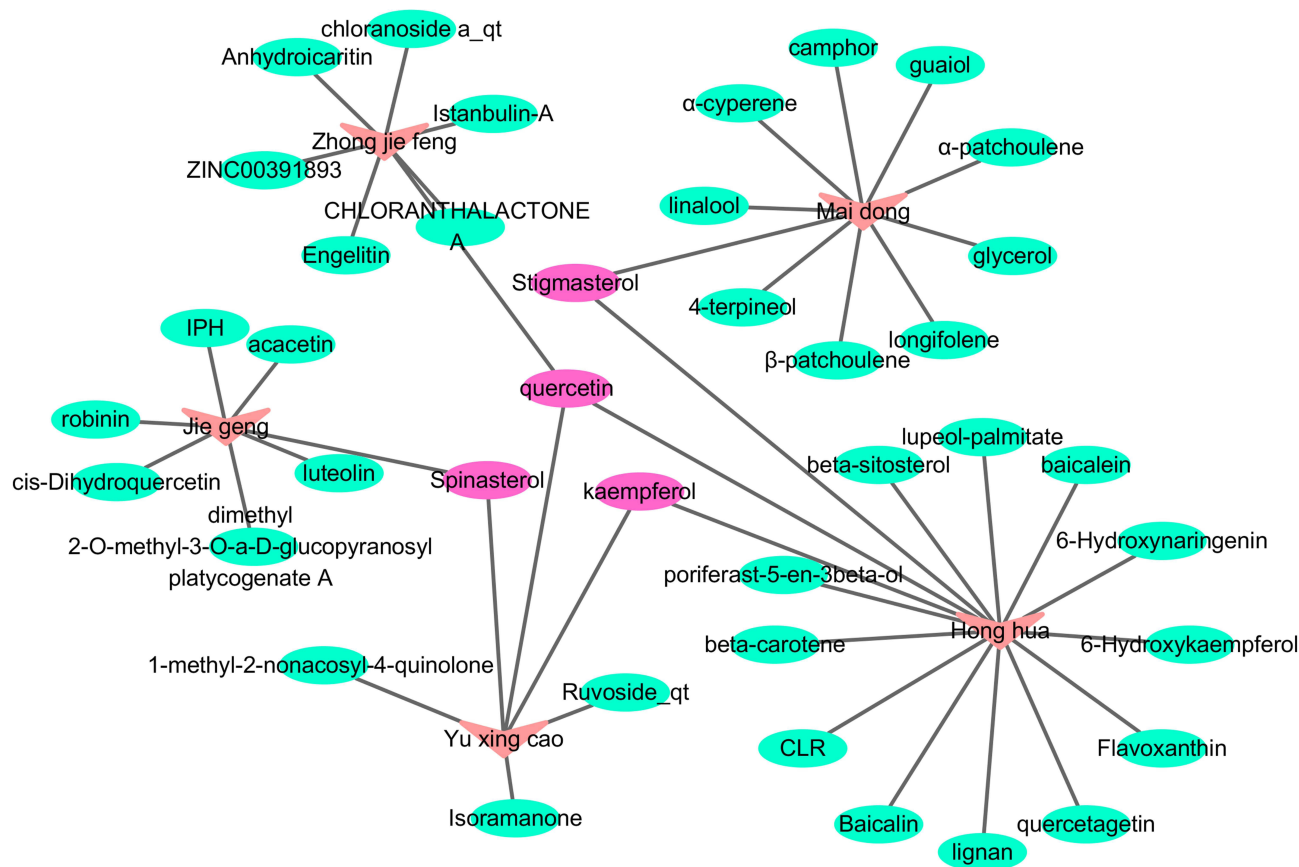 chloranoside a_qt
Anhydroicaritin
Istanbulin-A
Zhong jie feng
ZINC00391893
CHLORANTHALACTONE
A
Engelitin
camphor
guaiol
α-cyperene
α-patchoulene
linalool
Mai dong
glycerol
Stigmasterol
4-terpineol
longifolene
β-patchoulene
IPH
acacetin
quercetin
robinin
Jie geng
cis-Dihydroquercetin
luteolin
Spinasterol
kaempferol
dimethyl
2-O-methyl-3-O-a-D-glucopyranosyl
platycogenate A
lupeol-palmitate
beta-sitosterol
baicalein
6-Hydroxynaringenin
poriferast-5-en-3beta-ol
Hong hua
beta-carotene
6-Hydroxykaempferol
1-methyl-2-nonacosyl-4-quinolone
Ruvoside_qt
Yu xing cao
CLR
Flavoxanthin
Isoramanone
Baicalin
quercetagetin
lignan